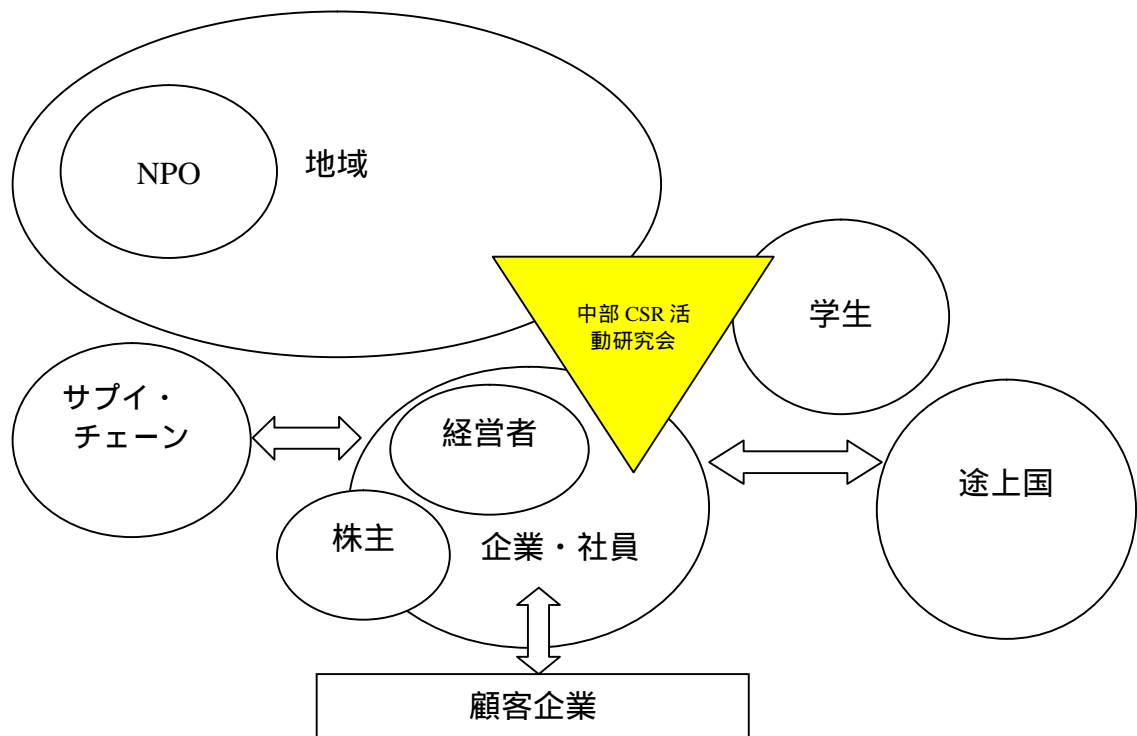 NPO
地域
中部 CSR 活
動研究会
学生
サプイ・
チェーン
経営者
途上国
株主
企業・社員
顧客企業